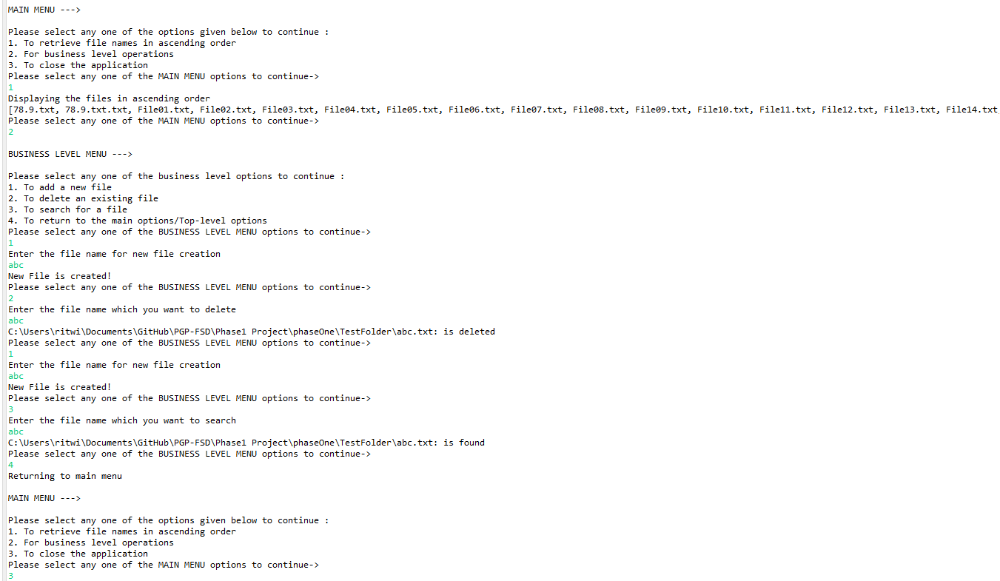 MAIN MENU --->
Please select any one of the options given below to continue :
1. To retrieve file names in ascending order
2. For business level operations
3. To close the application
Please select any one of the MAIN MENU options to continue->
1
Displaying the files in ascending order
[78.9.txt, 78.9.txt.txt, File01.txt, File02.txt, File03.txt, File04.txt, File05.txt, File06.txt, File07.txt, File08.txt, File09.txt, File10.txt, File11.txt, File12.txt, File13.txt, File14.txt
Please select any one of the MAIN MENU options to continue->
2
BUSINESS LEVEL MENU --->
Please select any one of the business level options to continue :
1. To add a new file
2. To delete an existing file
3. To search for a file
4. To return to the main options/Top-level options
Please select any one of the BUSINESS LEVEL MENU options to continue->
1
Enter the file name for new file creation
abc
New File is created!
Please select any one of the BUSINESS LEVEL MENU options to continue->
2
Enter the file name which you want to delete
abc
C:\Users\ritwi\Documents\GitHub\PGP-FSD\Phase1 Project\phaseOne\TestFolder\abc.txt: is deleted
Please select any one of the BUSINESS LEVEL MENU options to continue->
1
Enter the file name for new file creation
abc
New File is created!
Please select any one of the BUSINESS LEVEL MENU options to continue->
3
Enter the file name which you want to search
abc
C:\Users\ritwi\Documents\GitHub\PGP-FSD\Phase1 Project\phaseOne\TestFolder\abc.txt: is found
Please select any one of the BUSINESS LEVEL MENU options to continue->
4
Returning to main menu
MAIN MENU --->
Please select any one of the options given below to continue :
1. To retrieve file names in ascending order
2. For business level operations
3. To close the application
Please select any one of the MAIN MENU options to continue->
3